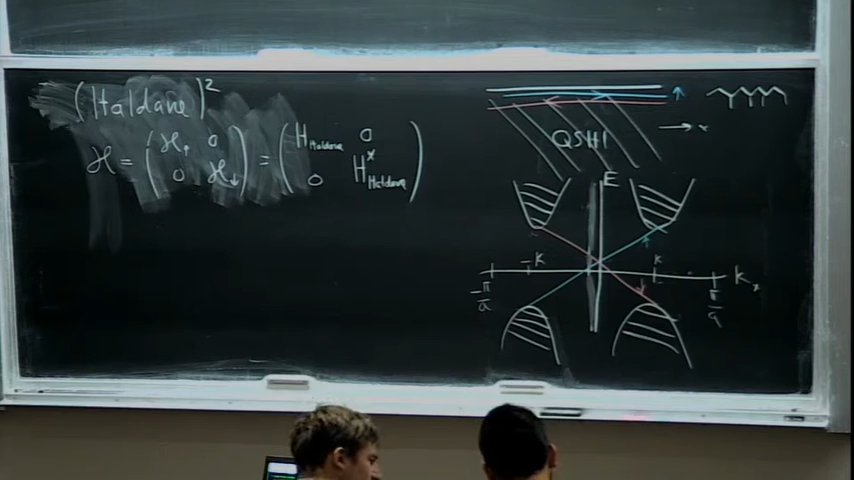 (Haldane)²
H = (H↑ 0 0 H↓) = (H_Haldane 0 0 H*_Haldane)
↑
→ x
QSHI
E
-K K k_x
-π/a π/a
↑
↓